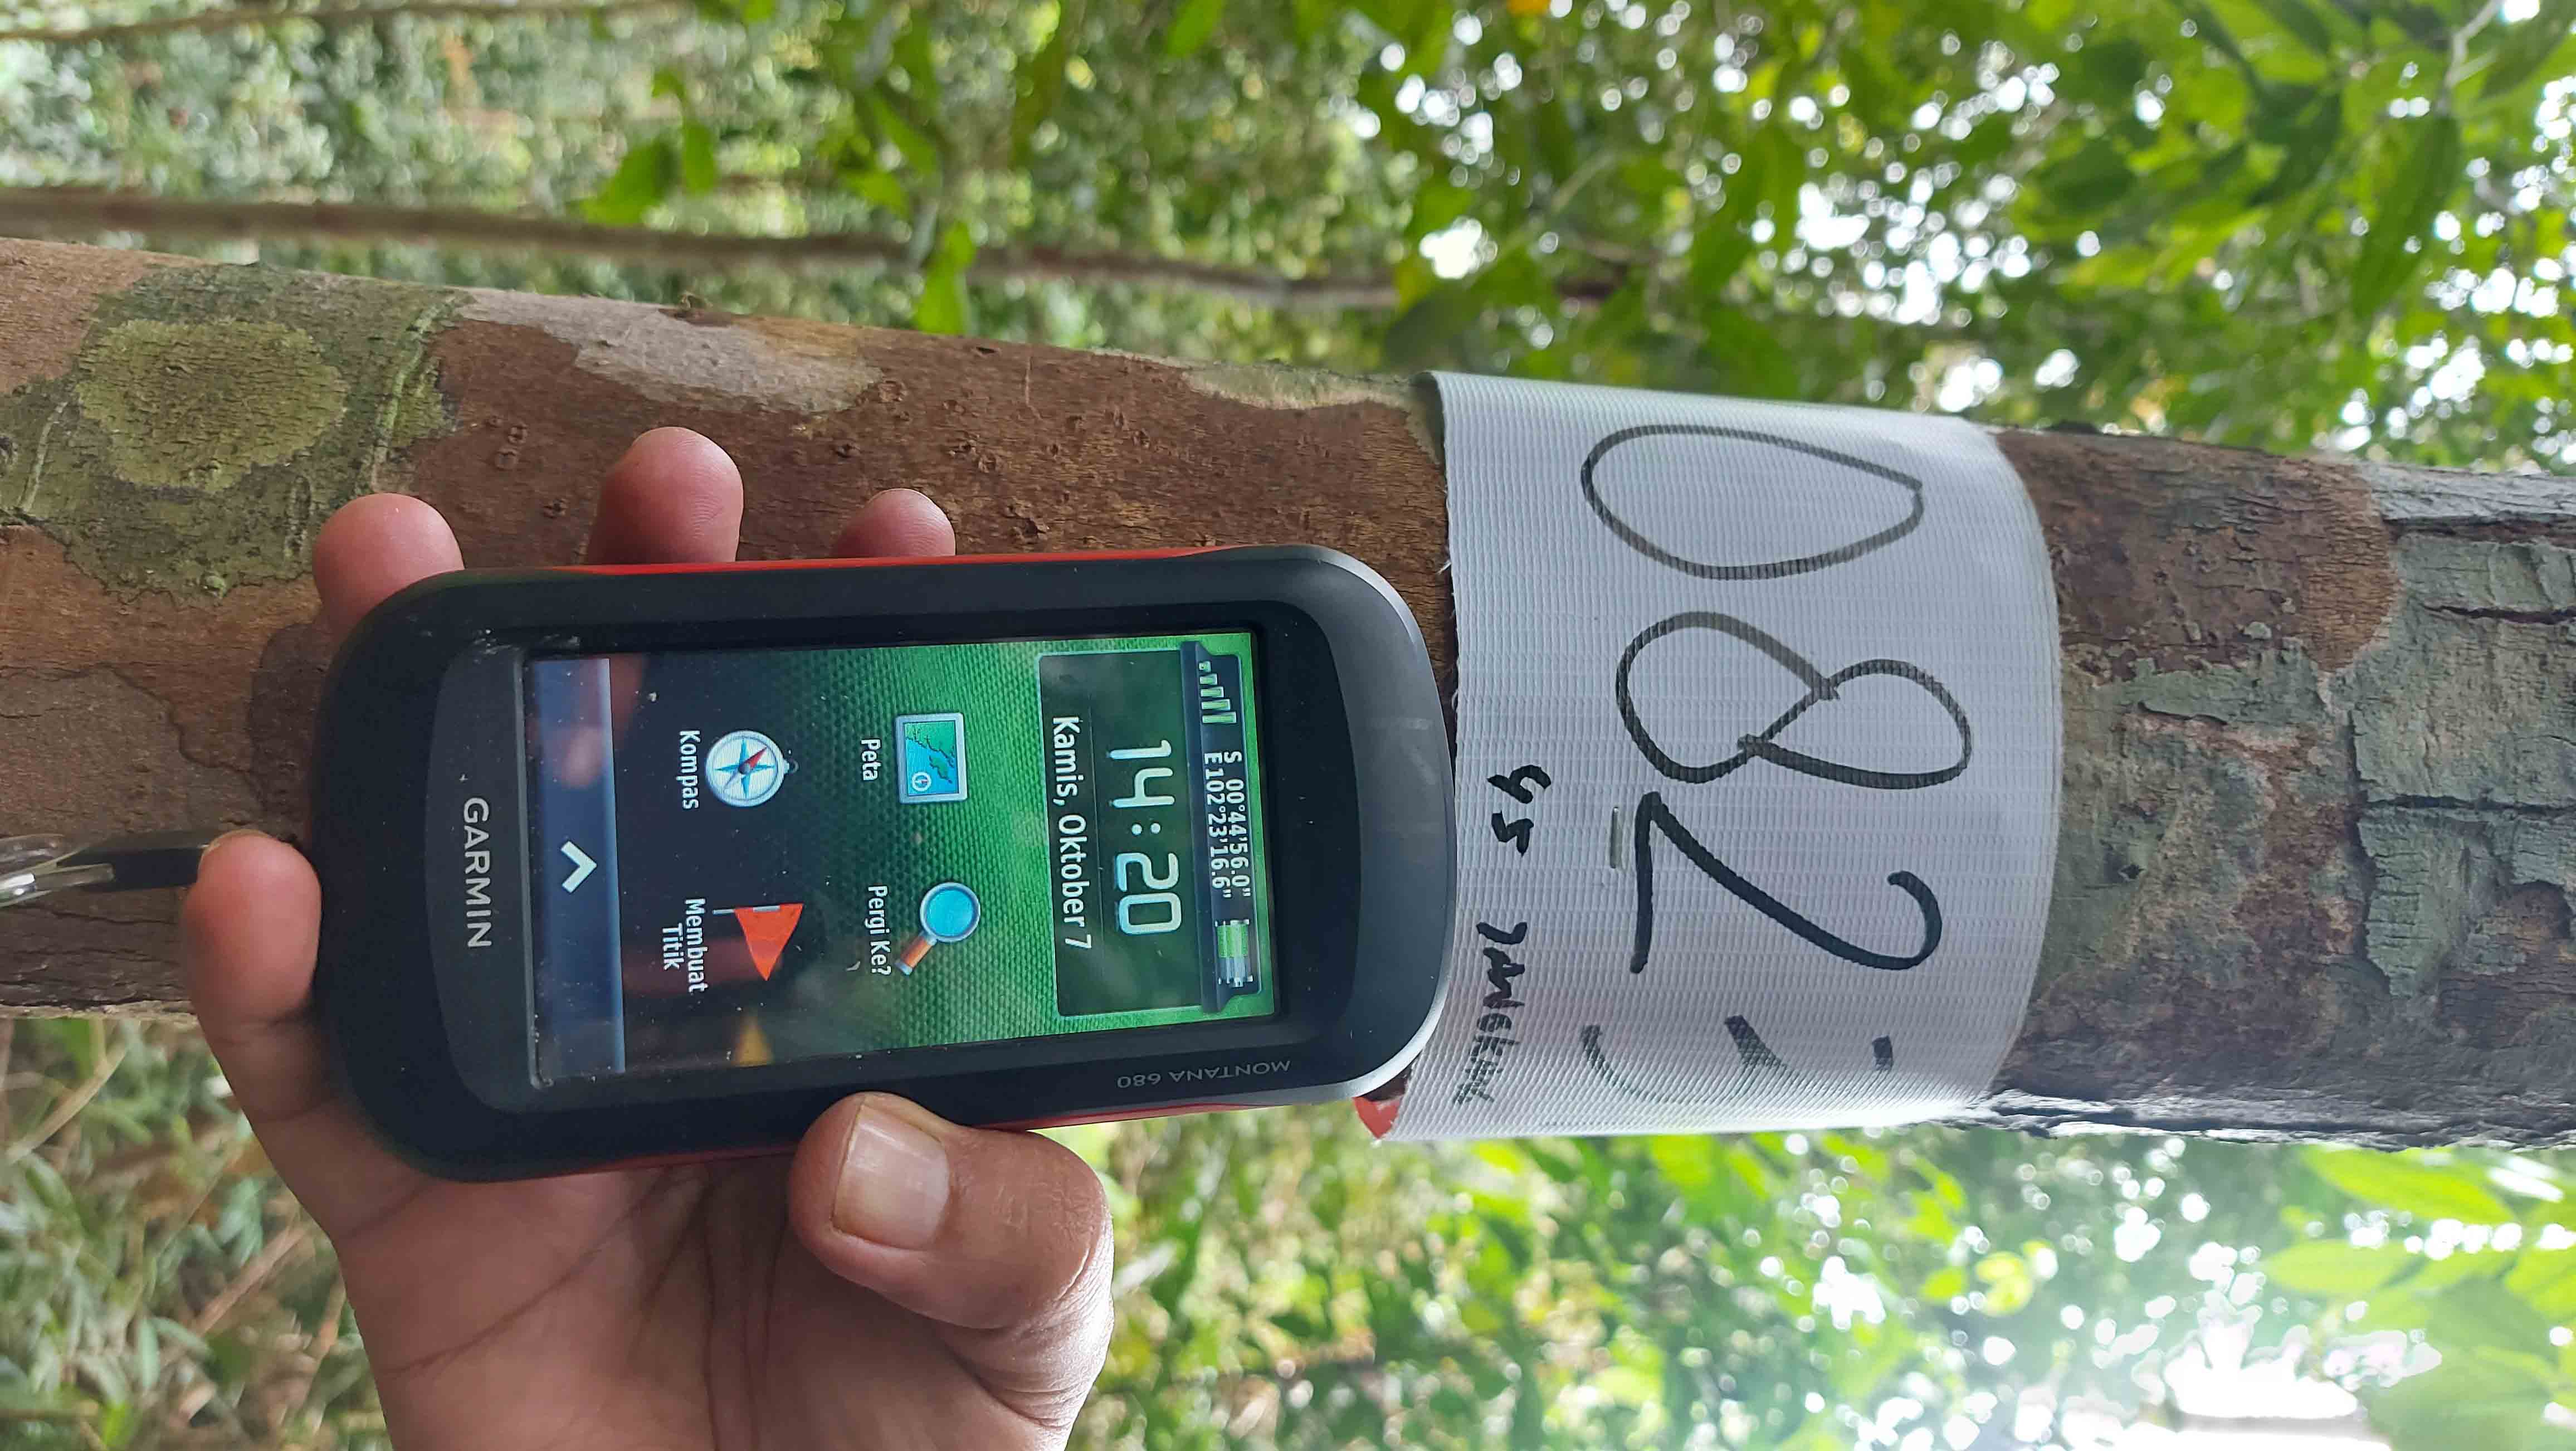 082
45
S 00°44'56.0"
E102°23'16.6"
14:20
Kamis, Oktober 7
Peta
Pergi Ke?
Kompas
Membuat
Titik
GARMIN
MONTANA 680